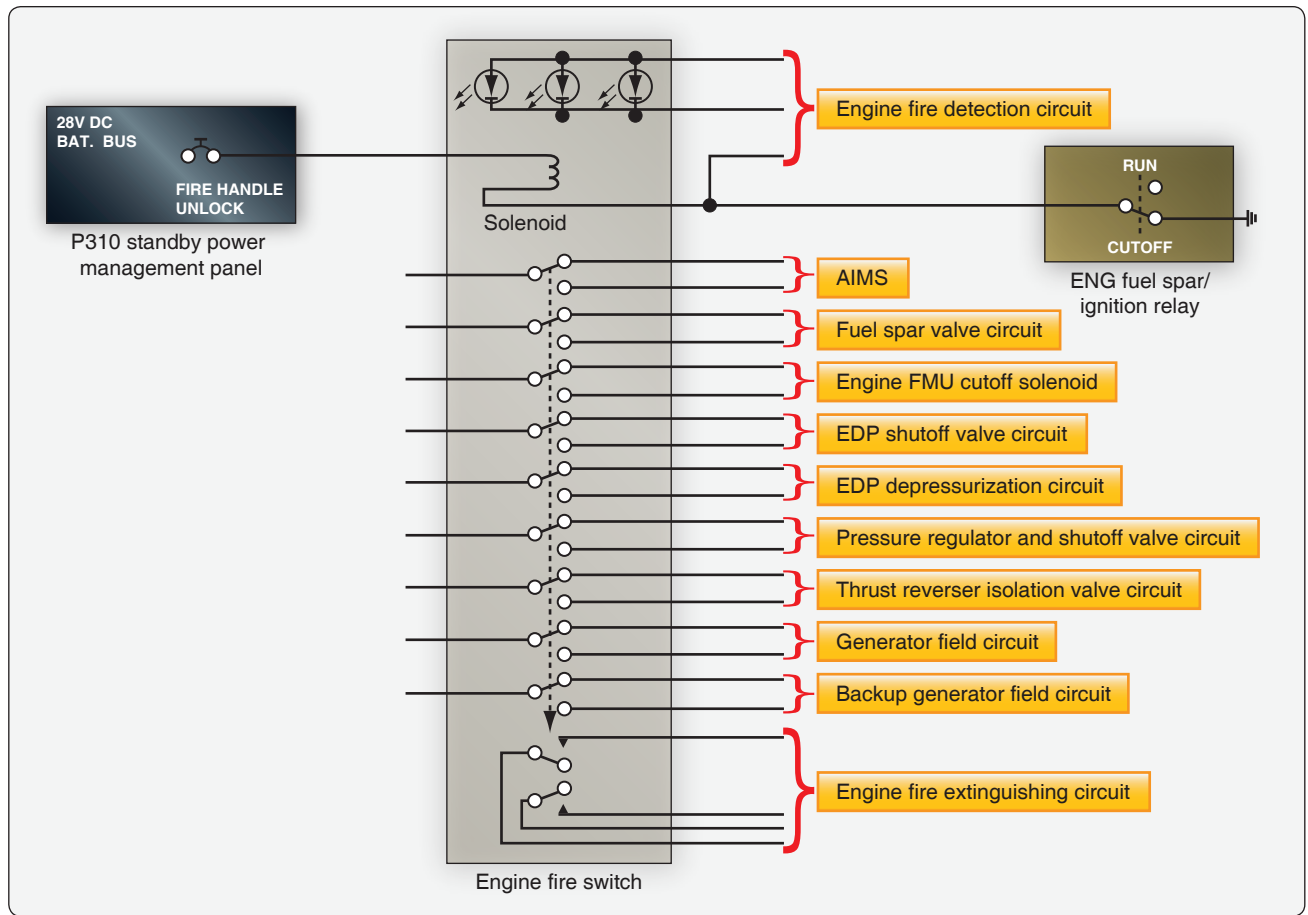 28V DC
BAT. BUS
FIRE HANDLE
UNLOCK
P310 standby power
management panel
Solenoid
Engine fire detection circuit
RUN
CUTOFF
ENG fuel spar/
ignition relay
AIMS
Fuel spar valve circuit
Engine FMU cutoff solenoid
EDP shutoff valve circuit
EDP depressurization circuit
Pressure regulator and shutoff valve circuit
Thrust reverser isolation valve circuit
Generator field circuit
Backup generator field circuit
Engine fire extinguishing circuit
Engine fire switch